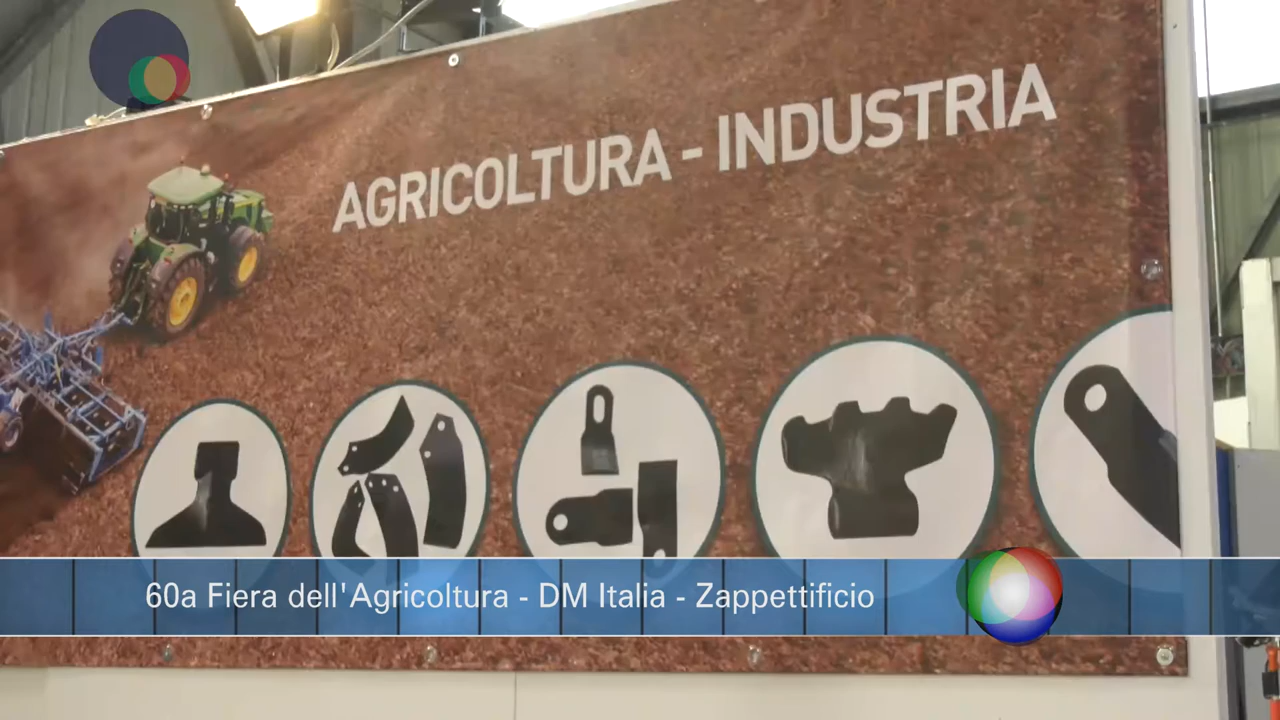 AGRICOLTURA - INDUSTRIA
60a Fiera dell'Agricoltura - DM Italia - Zappettificio